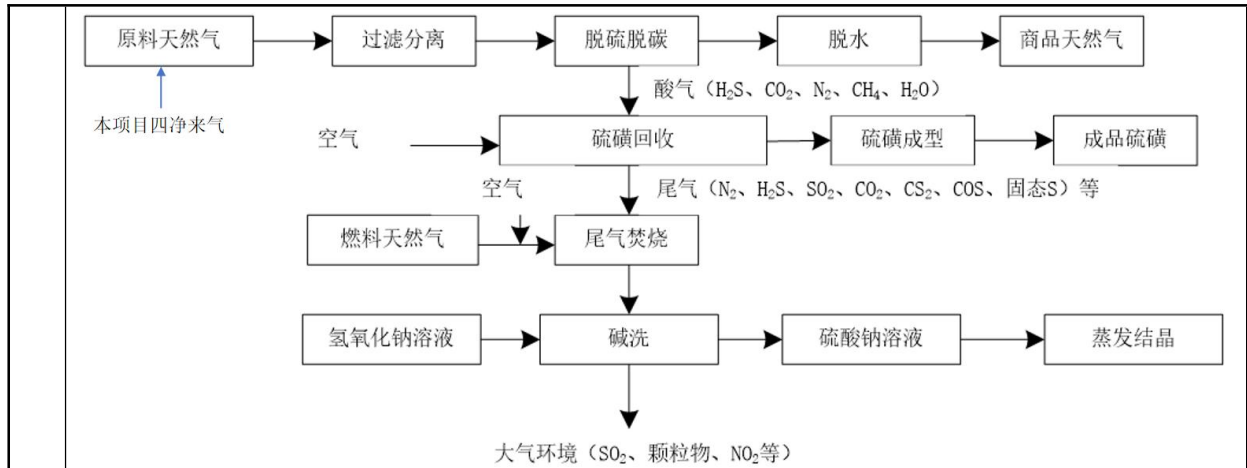 原料天然气 过滤分离 脱硫脱碳 脱水 商品天然气
酸气（H₂S、CO₂、N₂、CH₄、H₂O）
本项目四净来气
空气 硫磺回收 硫磺成型 成品硫磺
空气 尾气（N₂、H₂S、SO₂、CO₂、CS₂、COS、固态S）等
燃料天然气 尾气焚烧
氢氧化钠溶液 碱洗 硫酸钠溶液 蒸发结晶
大气环境（SO₂、颗粒物、NO₂等）